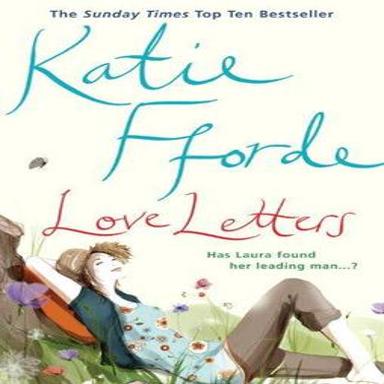 The Sunday Times Top Ten Bestseller
Katie
Fforde
Love Letters
Has Laura found
her leading man...?